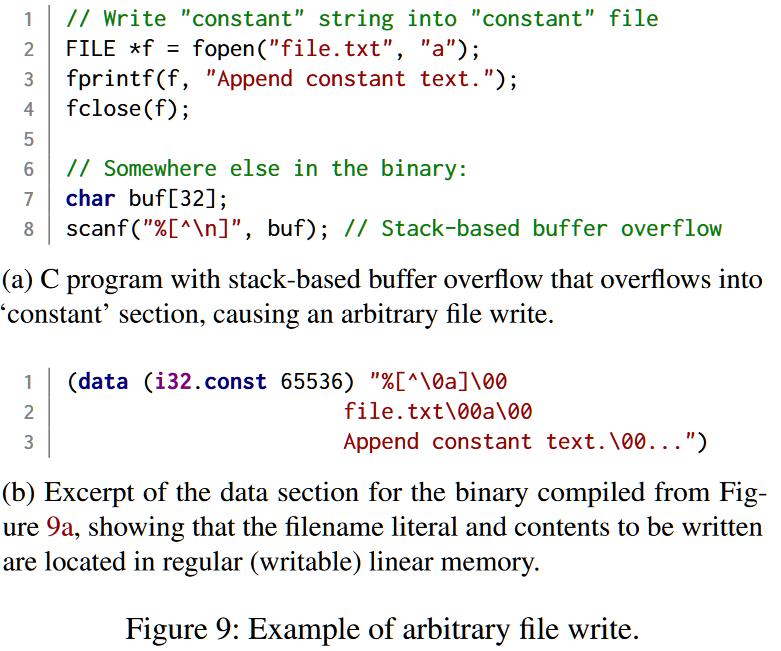 1 // Write "constant" string into "constant" file
2 FILE *f = fopen("file.txt", "a");
3 fprintf(f, "Append constant text.");
4 fclose(f);
5
6 // Somewhere else in the binary:
7 char buf[32];
8 scanf("%[^\n]", buf); // Stack-based buffer overflow
(a) C program with stack-based buffer overflow that overflows into
‘constant’ section, causing an arbitrary file write.
1 (data (i32.const 65536) "%[^\0a]\00
2 file.txt\00a\00
3 Append constant text.\00...")
(b) Excerpt of the data section for the binary compiled from Fig-
ure 9a, showing that the filename literal and contents to be written
are located in regular (writable) linear memory.
Figure 9: Example of arbitrary file write.